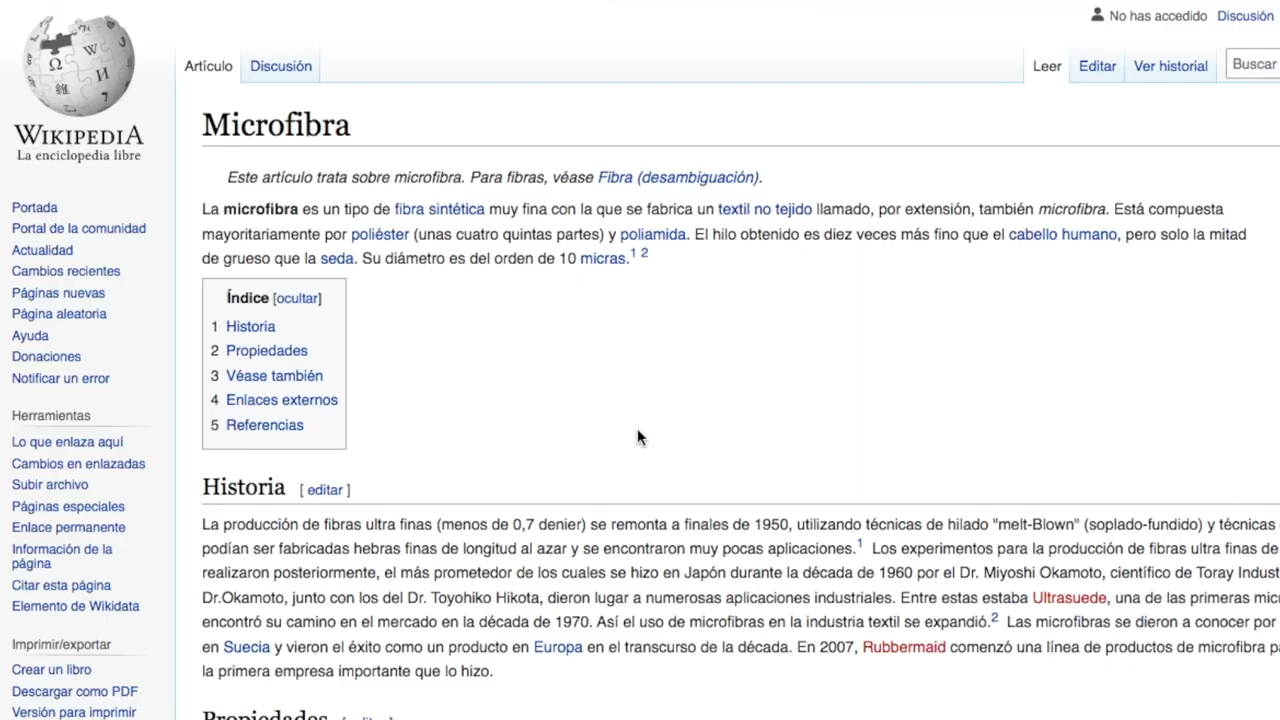 No has accedido Discusión
Artículo Discusión Leer Editar Ver historial Buscar
WIKIPEDIA
La enciclopedia libre
Portada
Portal de la comunidad
Actualidad
Cambios recientes
Páginas nuevas
Página aleatoria
Ayuda
Donaciones
Notificar un error
Herramientas
Lo que enlaza aquí
Cambios en enlazadas
Subir archivo
Páginas especiales
Enlace permanente
Información de la
página
Citar esta página
Elemento de Wikidata
Imprimir/exportar
Crear un libro
Descargar como PDF
Versión para imprimir
Microfibra
Este artículo trata sobre microfibra. Para fibras, véase Fibra (desambiguación).
La microfibra es un tipo de fibra sintética muy fina con la que se fabrica un textil no tejido llamado, por extensión, también microfibra. Está compuesta
mayoritariamente por poliéster (unas cuatro quintas partes) y poliamida. El hilo obtenido es diez veces más fino que el cabello humano, pero solo la mitad
de grueso que la seda. Su diámetro es del orden de 10 micras.1 2
Índice [ocultar]
1 Historia
2 Propiedades
3 Véase también
4 Enlaces externos
5 Referencias
Historia [ editar ]
La producción de fibras ultra finas (menos de 0,7 denier) se remonta a finales de 1950, utilizando técnicas de hilado "melt-Blown" (soplado-fundido) y técnicas
podían ser fabricadas hebras finas de longitud al azar y se encontraron muy pocas aplicaciones.1 Los experimentos para la producción de fibras ultra finas de
realizaron posteriormente, el más prometedor de los cuales se hizo en Japón durante la década de 1960 por el Dr. Miyoshi Okamoto, científico de Toray Indust
Dr.Okamoto, junto con los del Dr. Toyohiko Hikota, dieron lugar a numerosas aplicaciones industriales. Entre estas estaba Ultrasuede, una de las primeras mic
encontró su camino en el mercado en la década de 1970. Así el uso de microfibras en la industria textil se expandió.2 Las microfibras se dieron a conocer por
en Suecia y vieron el éxito como un producto en Europa en el transcurso de la década. En 2007, Rubbermaid comenzó una línea de productos de microfibra pa
la primera empresa importante que lo hizo.
Propiedades [ editar ]